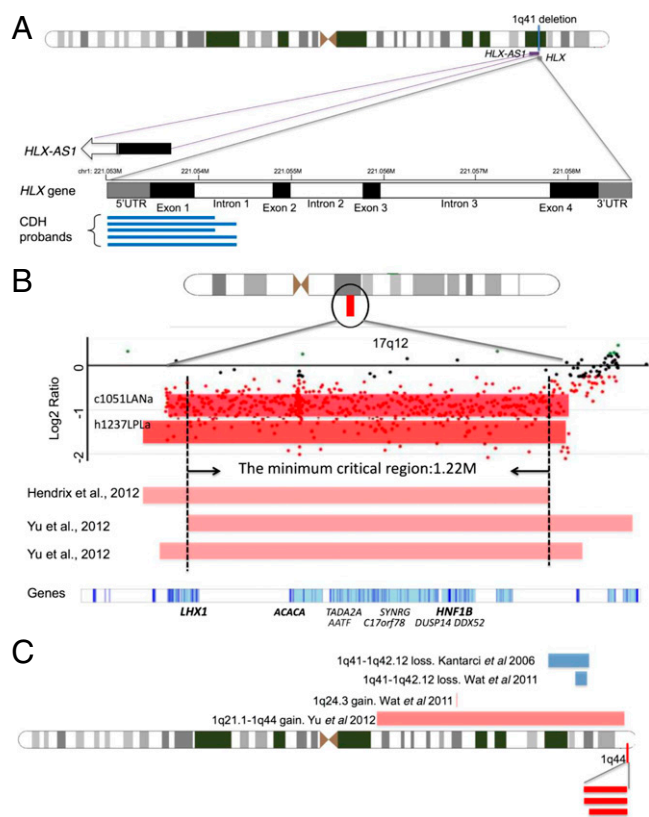 A
1q41 deletion
HLX-AS1
HLX
HLX-AS1
chr1: 221.053M 221.054M 221.055M 221.056M 221.057M 221.058M
HLX gene
5'UTR Exon 1 Intron 1 Exon 2 Intron 2 Exon 3 Intron 3 Exon 4 3'UTR
CDH
probands
B
17q12
0
c1051LANa
-1
h1237LPLa
-2
Log2 Ratio
The minimum critical region:1.22M
Hendrix et al., 2012
Yu et al., 2012
Yu et al., 2012
Genes
LHX1 ACACA TADA2A SYNRG HNF1B
AATF C17orf78 DUSP14 DDX52
C
1q41-1q42.12 loss. Kantarci et al 2006
1q41-1q42.12 loss. Wat et al 2011
1q24.3 gain. Wat et al 2011
1q21.1-1q44 gain. Yu et al 2012
1q44